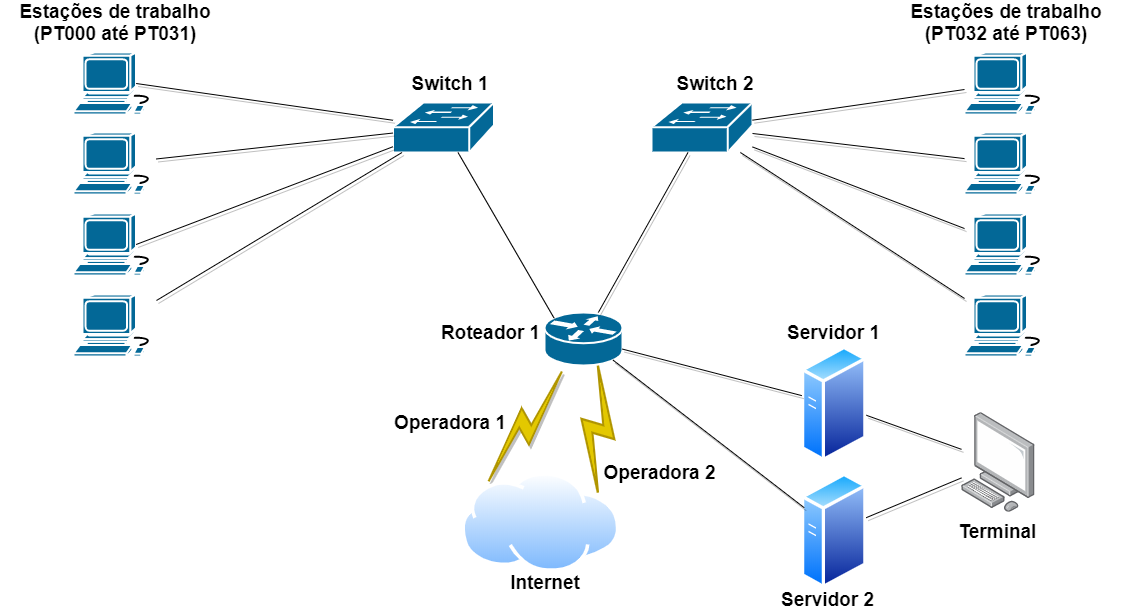 Estações de trabalho
(PT000 até PT031)
Estações de trabalho
(PT032 até PT063)
Switch 1
Switch 2
Roteador 1
Servidor 1
Operadora 1
Operadora 2
Terminal
Internet
Servidor 2